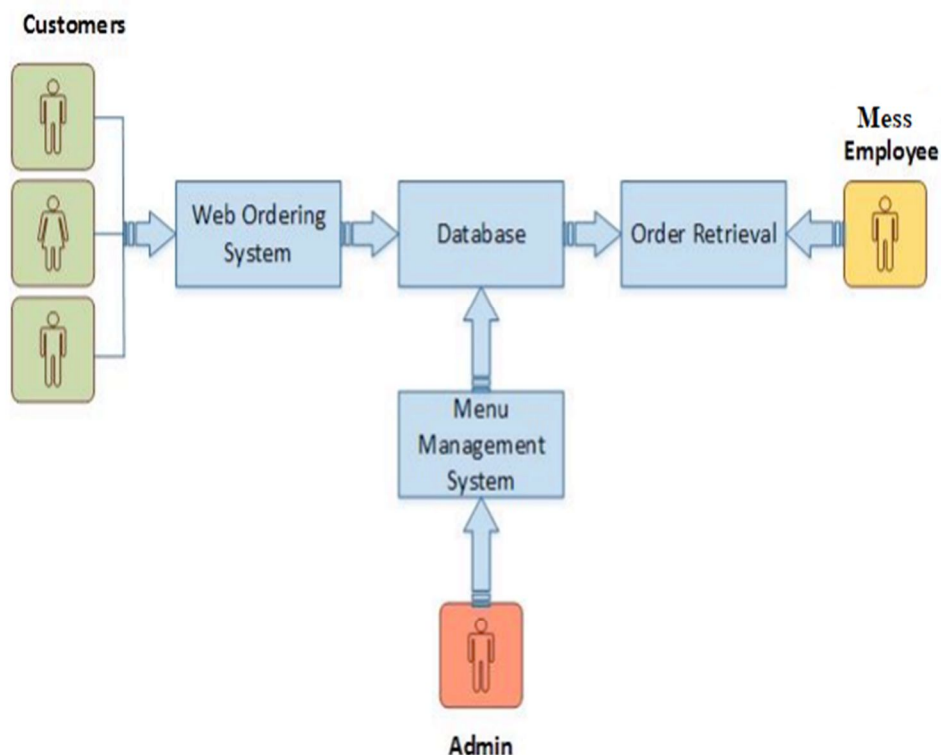 Customers
Mess
Employee
Web Ordering
System
Database
Order Retrieval
Menu
Management
System
Admin